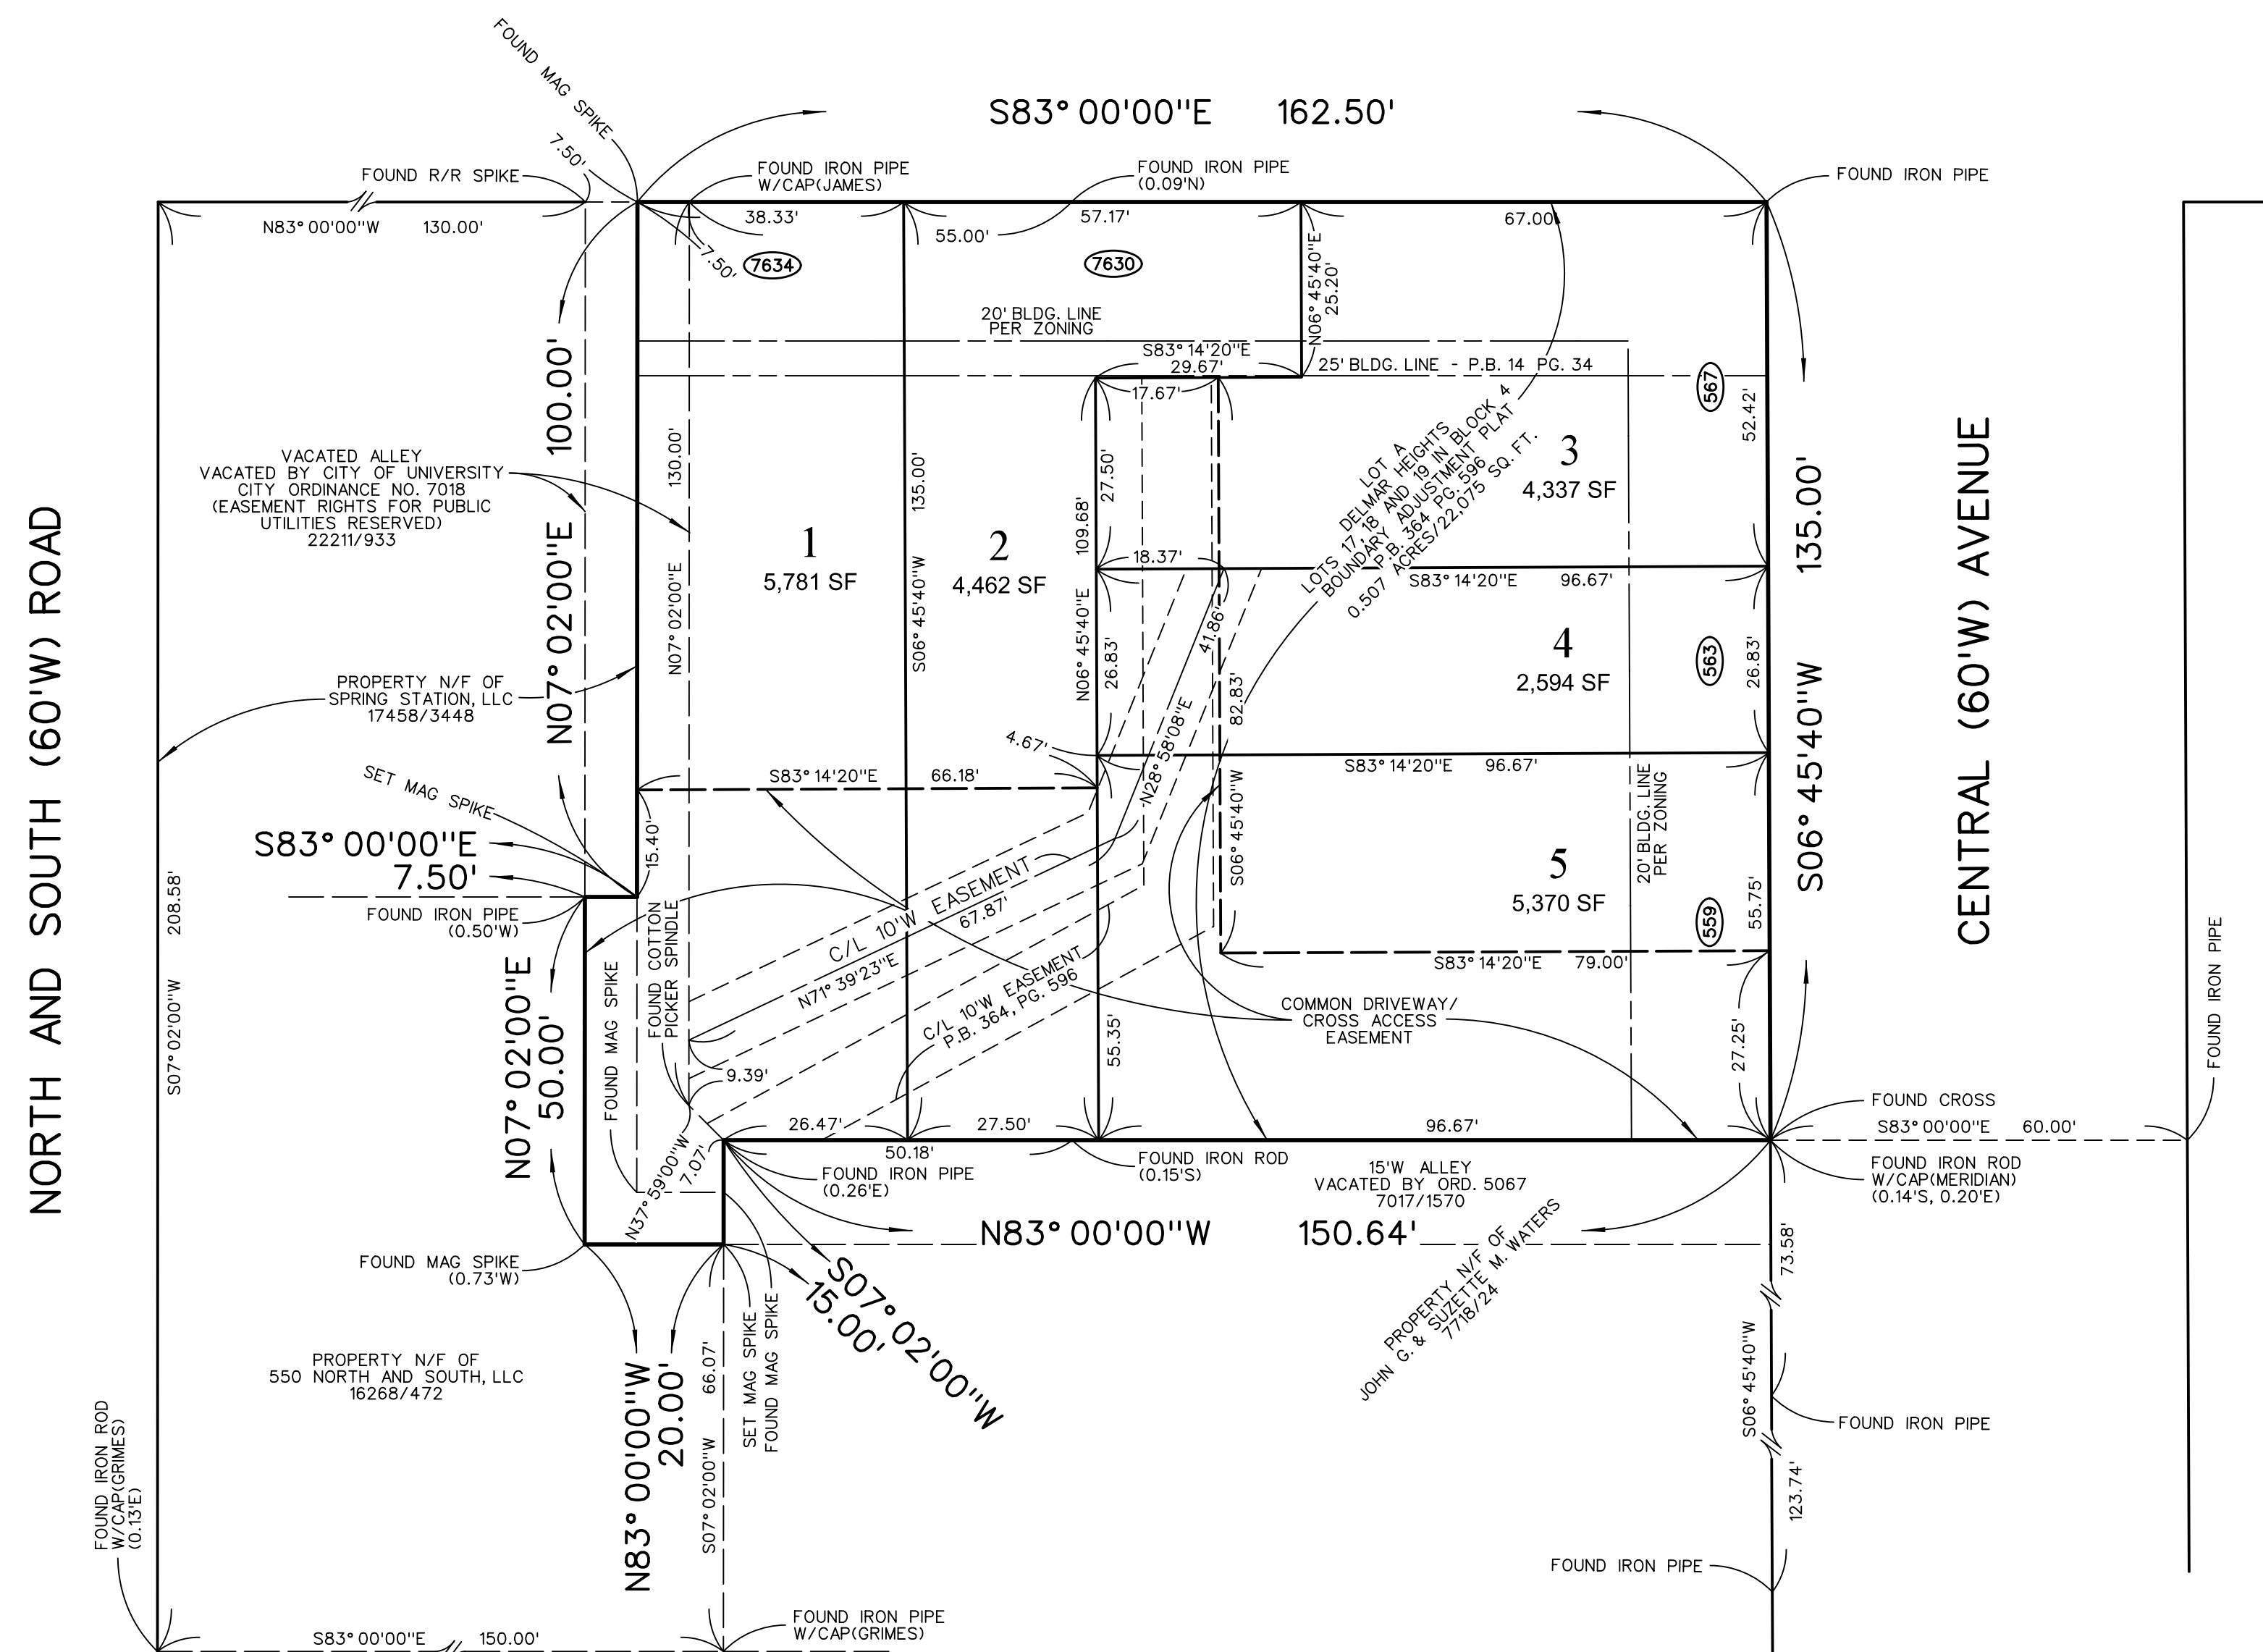 FOUND MAG SPIKE
S83°00'00"E 162.50'
7.50'
FOUND R/R SPIKE
FOUND IRON PIPE
W/CAP(JAMES)
FOUND IRON PIPE
(0.09'N)
FOUND IRON PIPE
N83°00'00"W 130.00'
38.33'
55.00'
57.17'
67.00'
7.50'
7634
7630
N06°45'40"E
25.20'
20' BLDG. LINE
PER ZONING
S83°14'20"E
29.67'
17.67'
25' BLDG. LINE - P.B. 14 PG. 34
567
52.42'
N07°02'00"E 100.00'
130.00'
N07°02'00"E
135.00'
S06°45'40"W
109.68'
N06°45'40"E
27.50'
VACATED ALLEY
VACATED BY CITY OF UNIVERSITY
CITY ORDINANCE NO. 7018
(EASEMENT RIGHTS FOR PUBLIC
UTILITIES RESERVED)
22211/933
LOT A
DELMAR HEIGHTS
LOTS 17, 18 AND 19 IN BLOCK 4
BOUNDARY ADJUSTMENT PLAT
P.B. 364 PG. 596
0.507 ACRES/22,075 SQ. FT.
1
5,781 SF
2
4,462 SF
3
4,337 SF
18.37'
S83°14'20"E 96.67'
4
2,594 SF
563
26.83'
26.83'
41.86'
82.83'
N28°58'08"E
S06°45'40"W
135.00'
S06°45'40"W
NORTH AND SOUTH (60'W) ROAD
CENTRAL (60'W) AVENUE
PROPERTY N/F OF
SPRING STATION, LLC
17458/3448
4.67'
S83°14'20"E 66.18'
S83°14'20"E 96.67'
SET MAG SPIKE
S83°00'00"E
7.50'
15.40'
20' BLDG. LINE
PER ZONING
5
5,370 SF
559
55.75'
FOUND IRON PIPE
(0.50'W)
208.58'
S07°02'00"W
C/L 10'W EASEMENT
67.87'
N71°39'23"E
C/L 10'W EASEMENT
P.B. 364, PG. 596
FOUND COTTON
PICKER SPINDLE
FOUND MAG SPIKE
N07°02'00"E
50.00'
S83°14'20"E 79.00'
COMMON DRIVEWAY/
CROSS ACCESS
EASEMENT
55.35'
27.25'
9.39'
FOUND IRON PIPE
26.47'
27.50'
96.67'
50.18'
FOUND CROSS
S83°00'00"E 60.00'
FOUND IRON ROD
W/CAP(MERIDIAN)
(0.14'S, 0.20'E)
N37°59'00"W
7.07'
FOUND IRON PIPE
(0.26'E)
FOUND IRON ROD
(0.15'S)
15'W ALLEY
VACATED BY ORD. 5067
7017/1570
N83°00'00"W 150.64'
FOUND MAG SPIKE
(0.73'W)
S07°02'00"W
15.00'
PROPERTY N/F OF
JOHN G. & SUZETTE M. WATERS
7718/24
73.58'
SET MAG SPIKE
FOUND MAG SPIKE
66.07'
S07°02'00"W
N83°00'00"W
20.00'
PROPERTY N/F OF
550 NORTH AND SOUTH, LLC
16268/472
S06°45'40"W
FOUND IRON PIPE
FOUND IRON ROD
W/CAP(GRIMES)
(0.13'E)
123.74'
FOUND IRON PIPE
FOUND IRON PIPE
W/CAP(GRIMES)
S83°00'00"E 150.00'